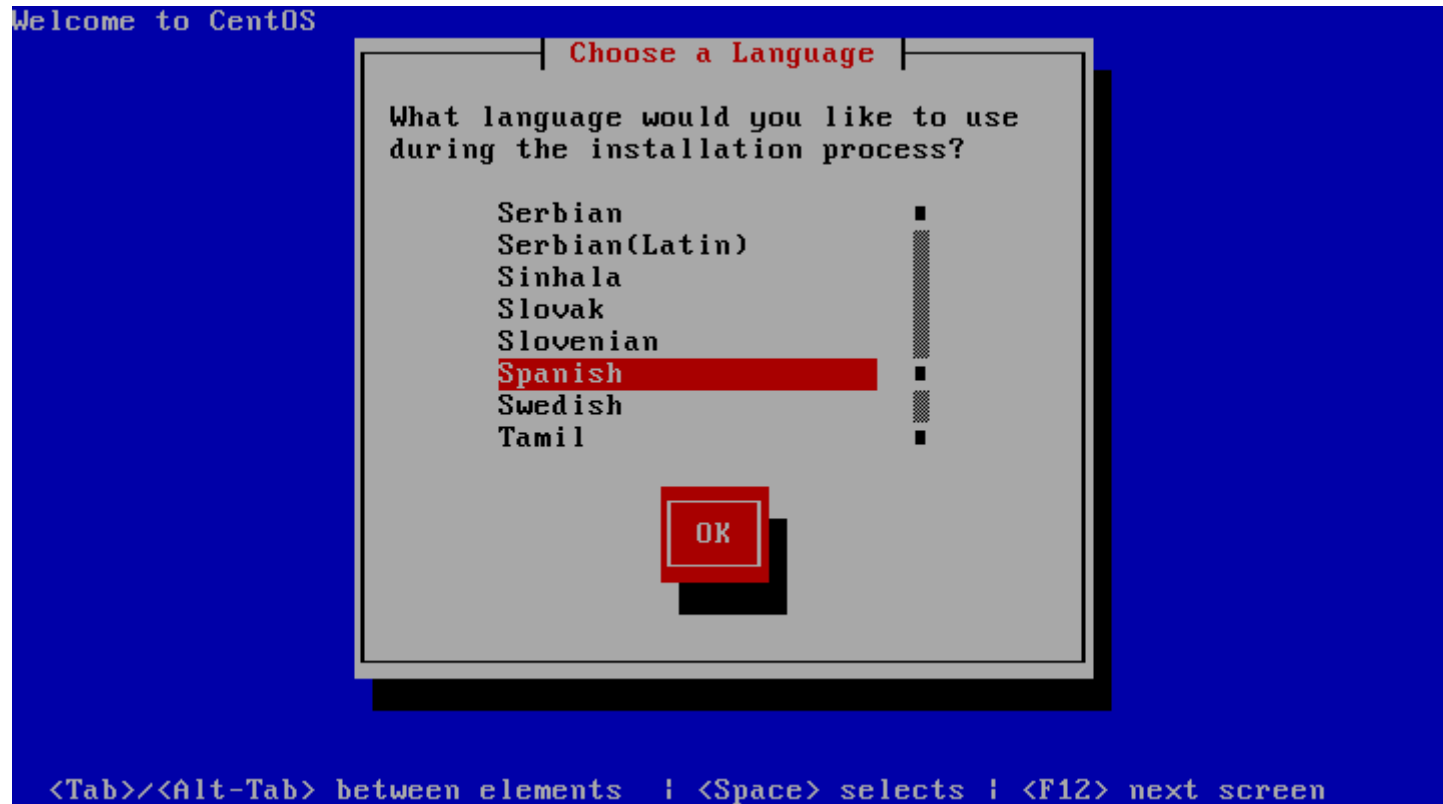 Welcome to CentOS
Choose a Language
What language would you like to use
during the installation process?
Serbian
Serbian(Latin)
Sinhala
Slovak
Slovenian
Spanish
Swedish
Tamil
OK
<Tab>/<Alt-Tab> between elements | <Space> selects | <F12> next screen